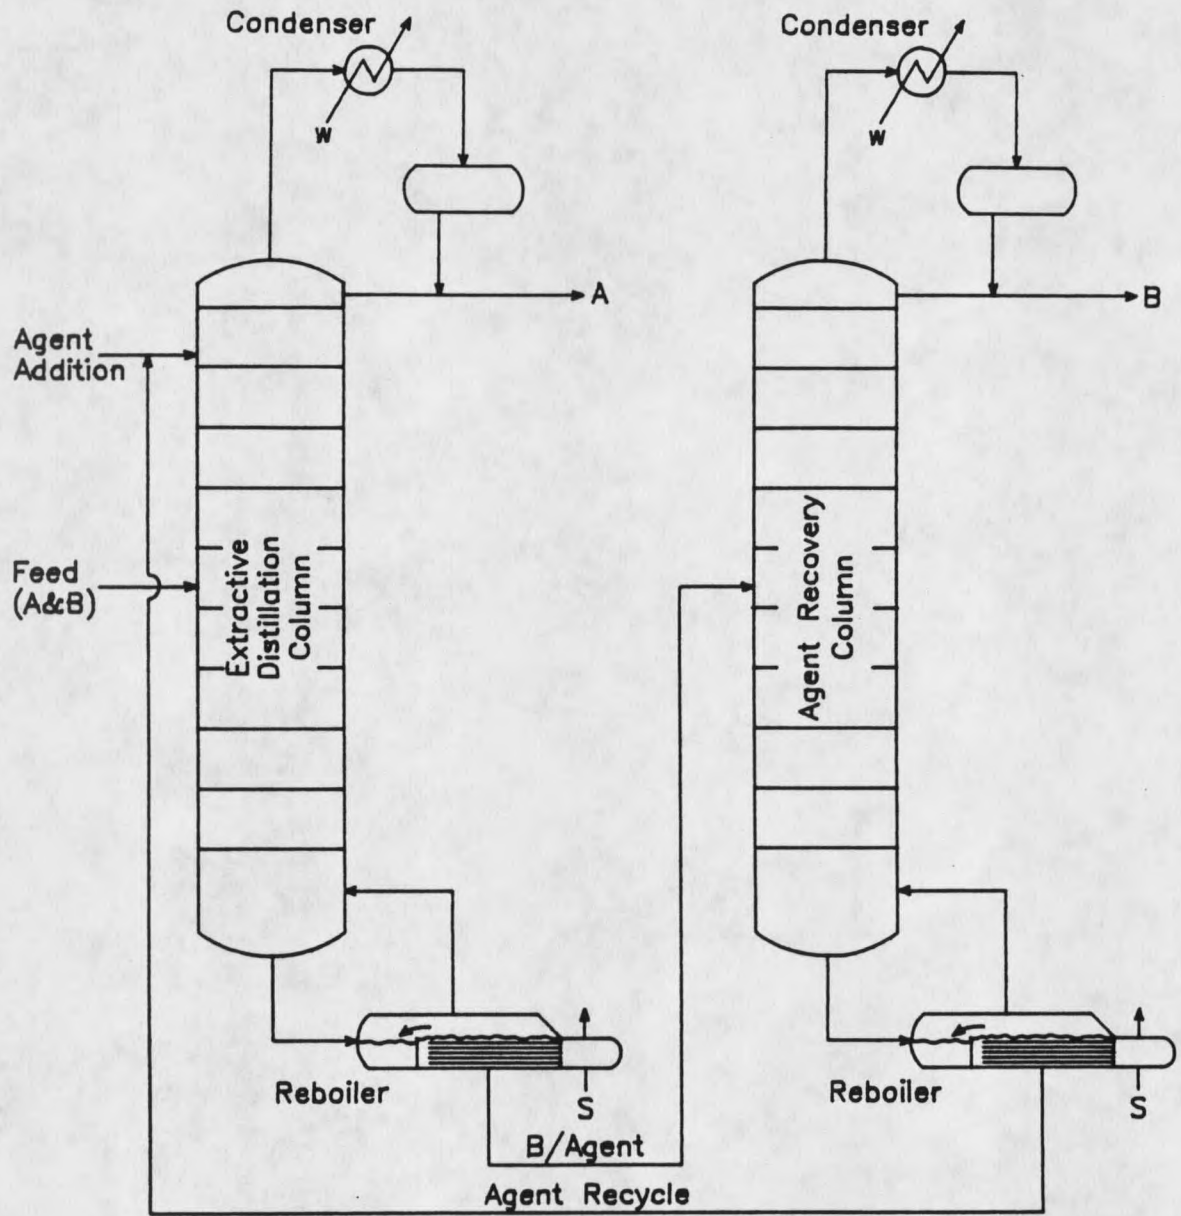 Condenser
Condenser
W
W
A
B
Agent
Addition
Feed
(A&B)
Extractive
Distillation
Column
Agent Recovery
Column
Reboiler
S
Reboiler
S
B/Agent
Agent Recycle